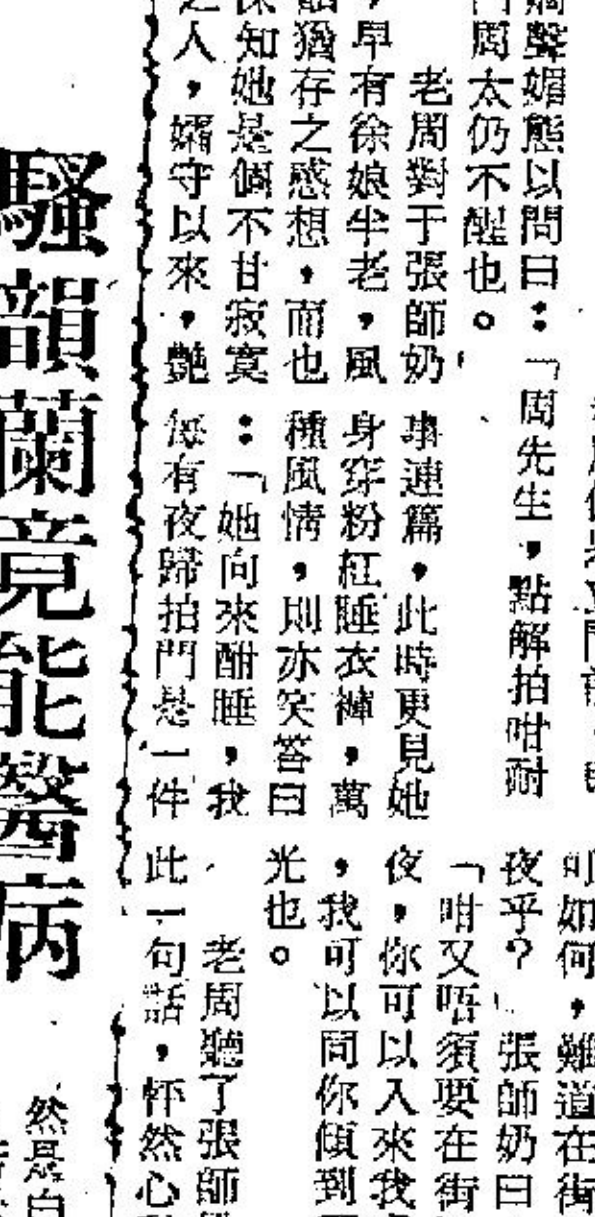 聲媚態以問曰：「周先生，點解拍咁耐
周太仍不醒也。
老周對于張師奶
，早有徐娘半老，風
猶存之感想，而也
知她是個不甘寂寞
之人，孀守以來，艷
事連篇，此時更見她
身穿粉紅睡衣褲，萬
種風情，則亦笑答曰
：「她向來酣睡，我
每有夜歸拍門是一件
可如何，難道在街
夜乎？」張師奶曰
「咁又唔須要在街
夜，你可以入來我
，我可以同你傾到
光也。
老周聽了張師
此一句話，怦然心
騷韻蘭竟能醫病
然是自